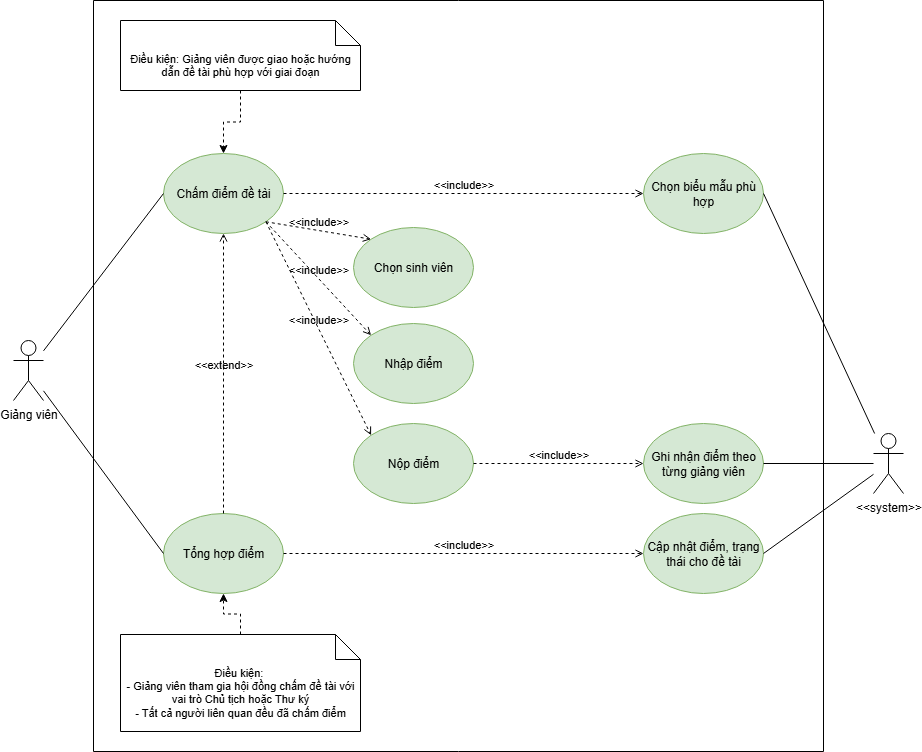 Điều kiện: Giảng viên được giao hoặc hướng
dẫn đề tài phù hợp với giai đoạn
Chấm điểm đề tài
<<include>>
Chọn biểu mẫu phù
hợp
<<include>>
Chọn sinh viên
<<include>>
<<include>>
Nhập điểm
<<extend>>
Giảng viên
Nộp điểm
<<include>>
Ghi nhận điểm theo
từng giảng viên
<<system>>
Tổng hợp điểm
<<include>>
Cập nhật điểm, trạng
thái cho đề tài
Điều kiện:
- Giảng viên tham gia hội đồng chấm đề tài với
vai trò Chủ tịch hoặc Thư ký
- Tất cả người liên quan đều đã chấm điểm